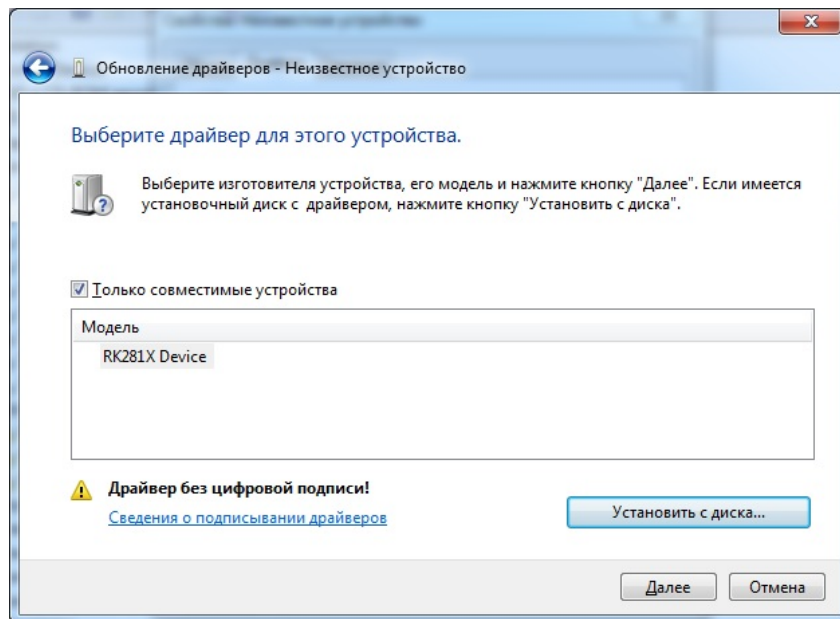 Обновление драйверов - Неизвестное устройство
Выберите драйвер для этого устройства.
Выберите изготовителя устройства, его модель и нажмите кнопку "Далее". Если имеется
установочный диск с драйвером, нажмите кнопку "Установить с диска".
Только совместимые устройства
Модель
RK281X Device
Драйвер без цифровой подписи!
Сведения о подписывании драйверов
Установить с диска...
Далее
Отмена